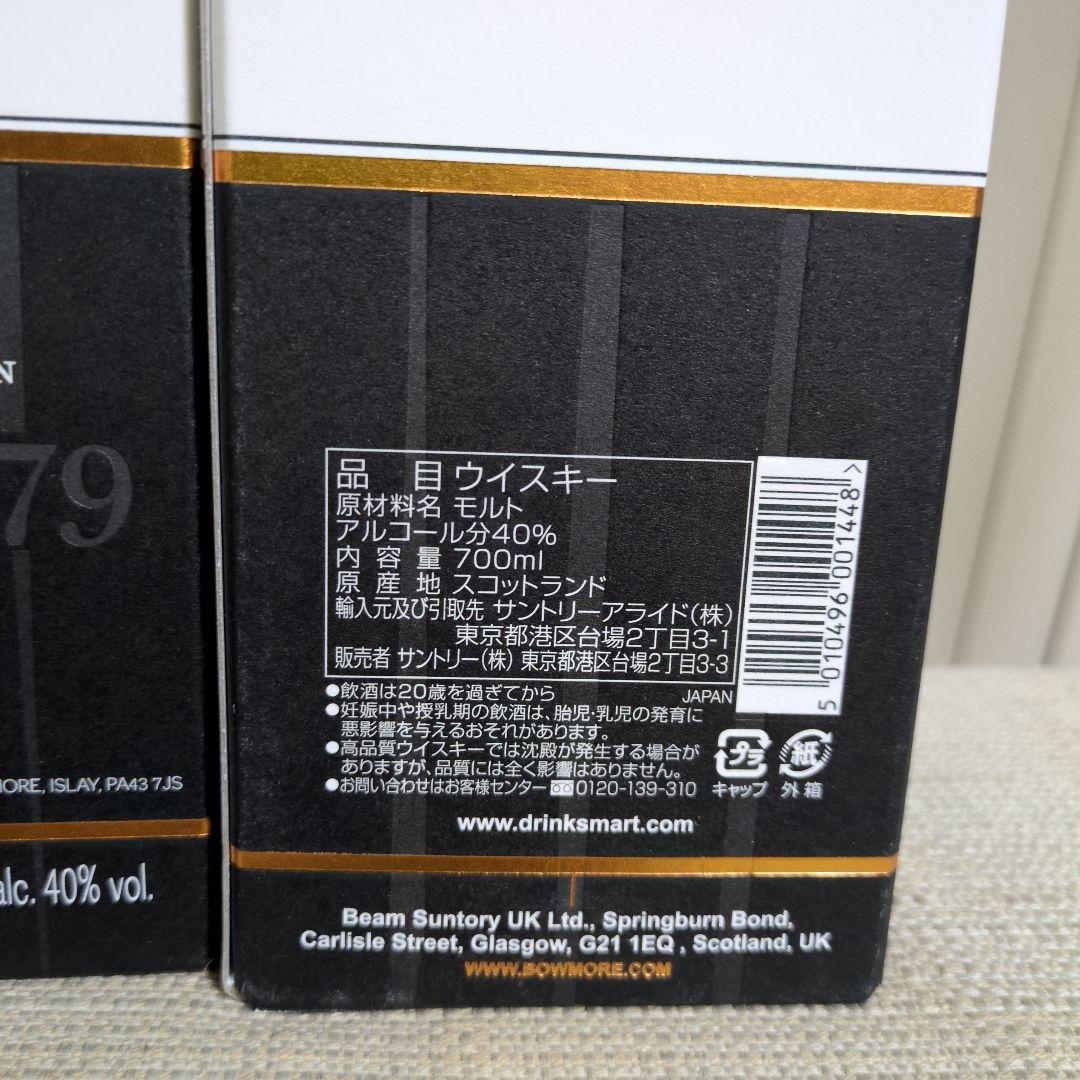 N
79
MORE, ISLAY, PA43 7JS
alc. 40% vol.
品 目 ウイスキー
原材料名 モルト
アルコール分40%
内 容 量 700ml
原 産 地 スコットランド
輸入元及び引取先 サントリーアライド(株)
東京都港区台場2丁目3-1
販売者 サントリー(株) 東京都港区台場2丁目3-3
JAPAN
●飲酒は20歳を過ぎてから
●妊娠中や授乳期の飲酒は、胎児・乳児の発育に
悪影響を与えるおそれがあります。
●高品質ウイスキーでは沈殿が発生する場合が
ありますが、品質には全く影響はありません。
●お問い合わせはお客様センター 0120-139-310
プラ
キャップ
紙
外箱
5 010496 001448 >
www.drinksmart.com
Beam Suntory UK Ltd., Springburn Bond,
Carlisle Street, Glasgow, G21 1EQ , Scotland, UK
WWW.BOWMORE.COM